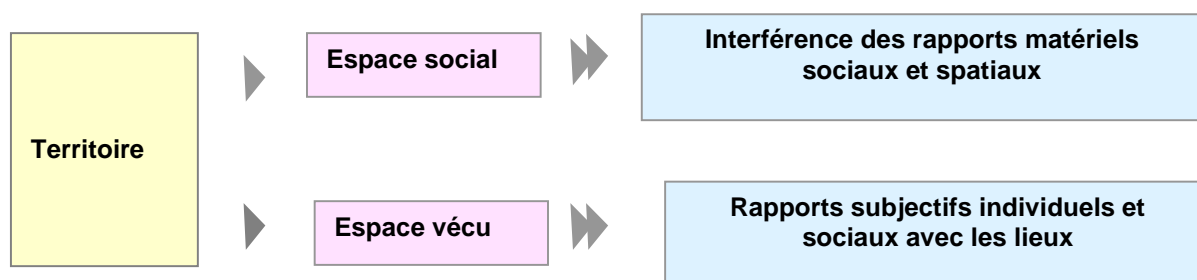 Territoire
Espace social
Interférence des rapports matériels
sociaux et spatiaux
Espace vécu
Rapports subjectifs individuels et
sociaux avec les lieux